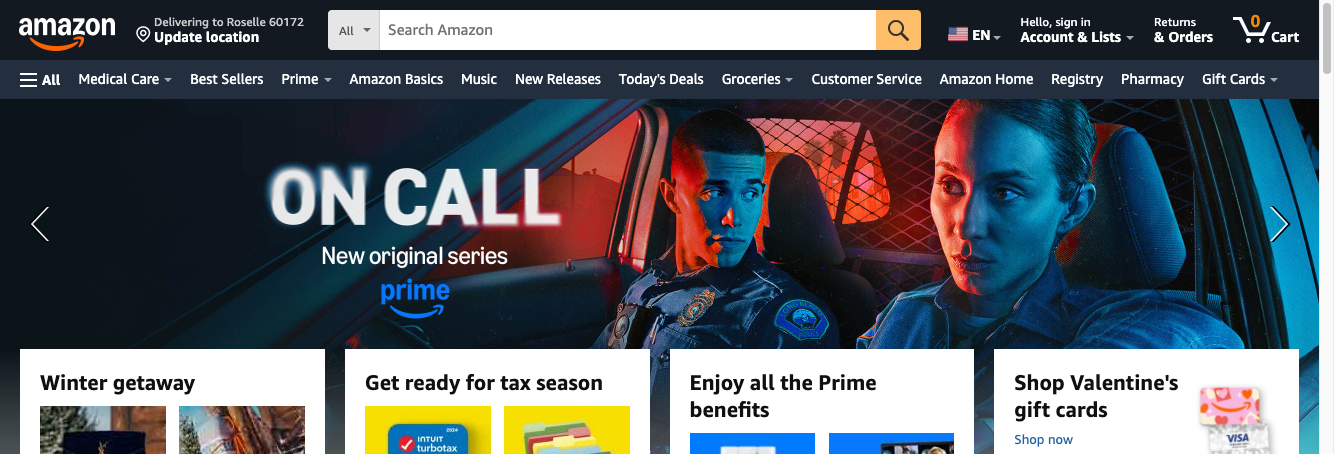 amazon
Delivering to Roselle 60172
Update location
All
Search Amazon
EN
Hello, sign in
Account & Lists
Returns
& Orders
0
Cart
All
Medical Care
Best Sellers
Prime
Amazon Basics
Music
New Releases
Today's Deals
Groceries
Customer Service
Amazon Home
Registry
Pharmacy
Gift Cards
ON CALL
New original series
prime
Winter getaway
Get ready for tax season
Enjoy all the Prime
benefits
Shop Valentine's
gift cards
Shop now
2024
INTUIT
turbotax
VISA